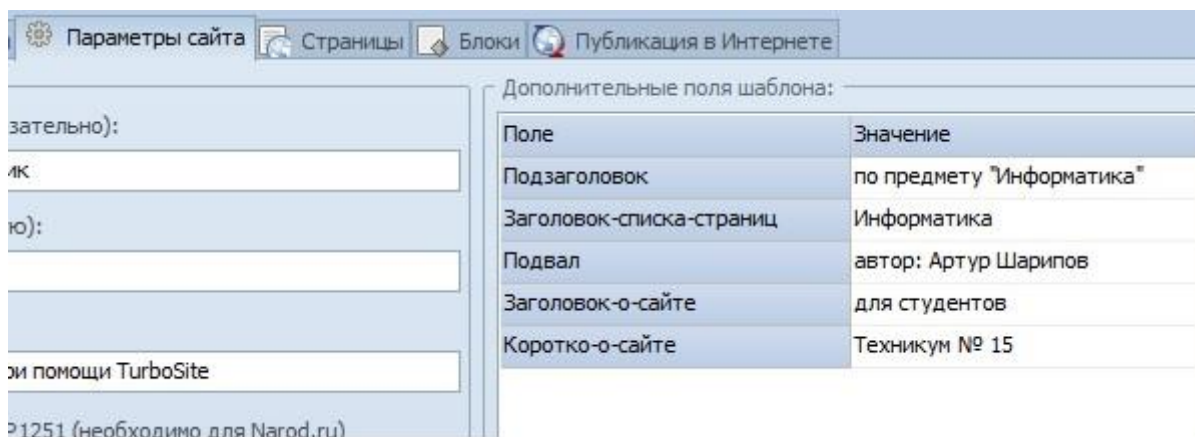 Параметры сайта Страницы Блоки Публикация в Интернете
зательно):
ик
ю):
ри помощи TurboSite
P1251 (необходимо для Narod.ru)
Дополнительные поля шаблона:
Поле Значение
Подзаголовок по предмету "Информатика"
Заголовок-списка-страниц Информатика
Подвал автор: Артур Шарипов
Заголовок-о-сайте для студентов
Коротко-о-сайте Техникум № 15